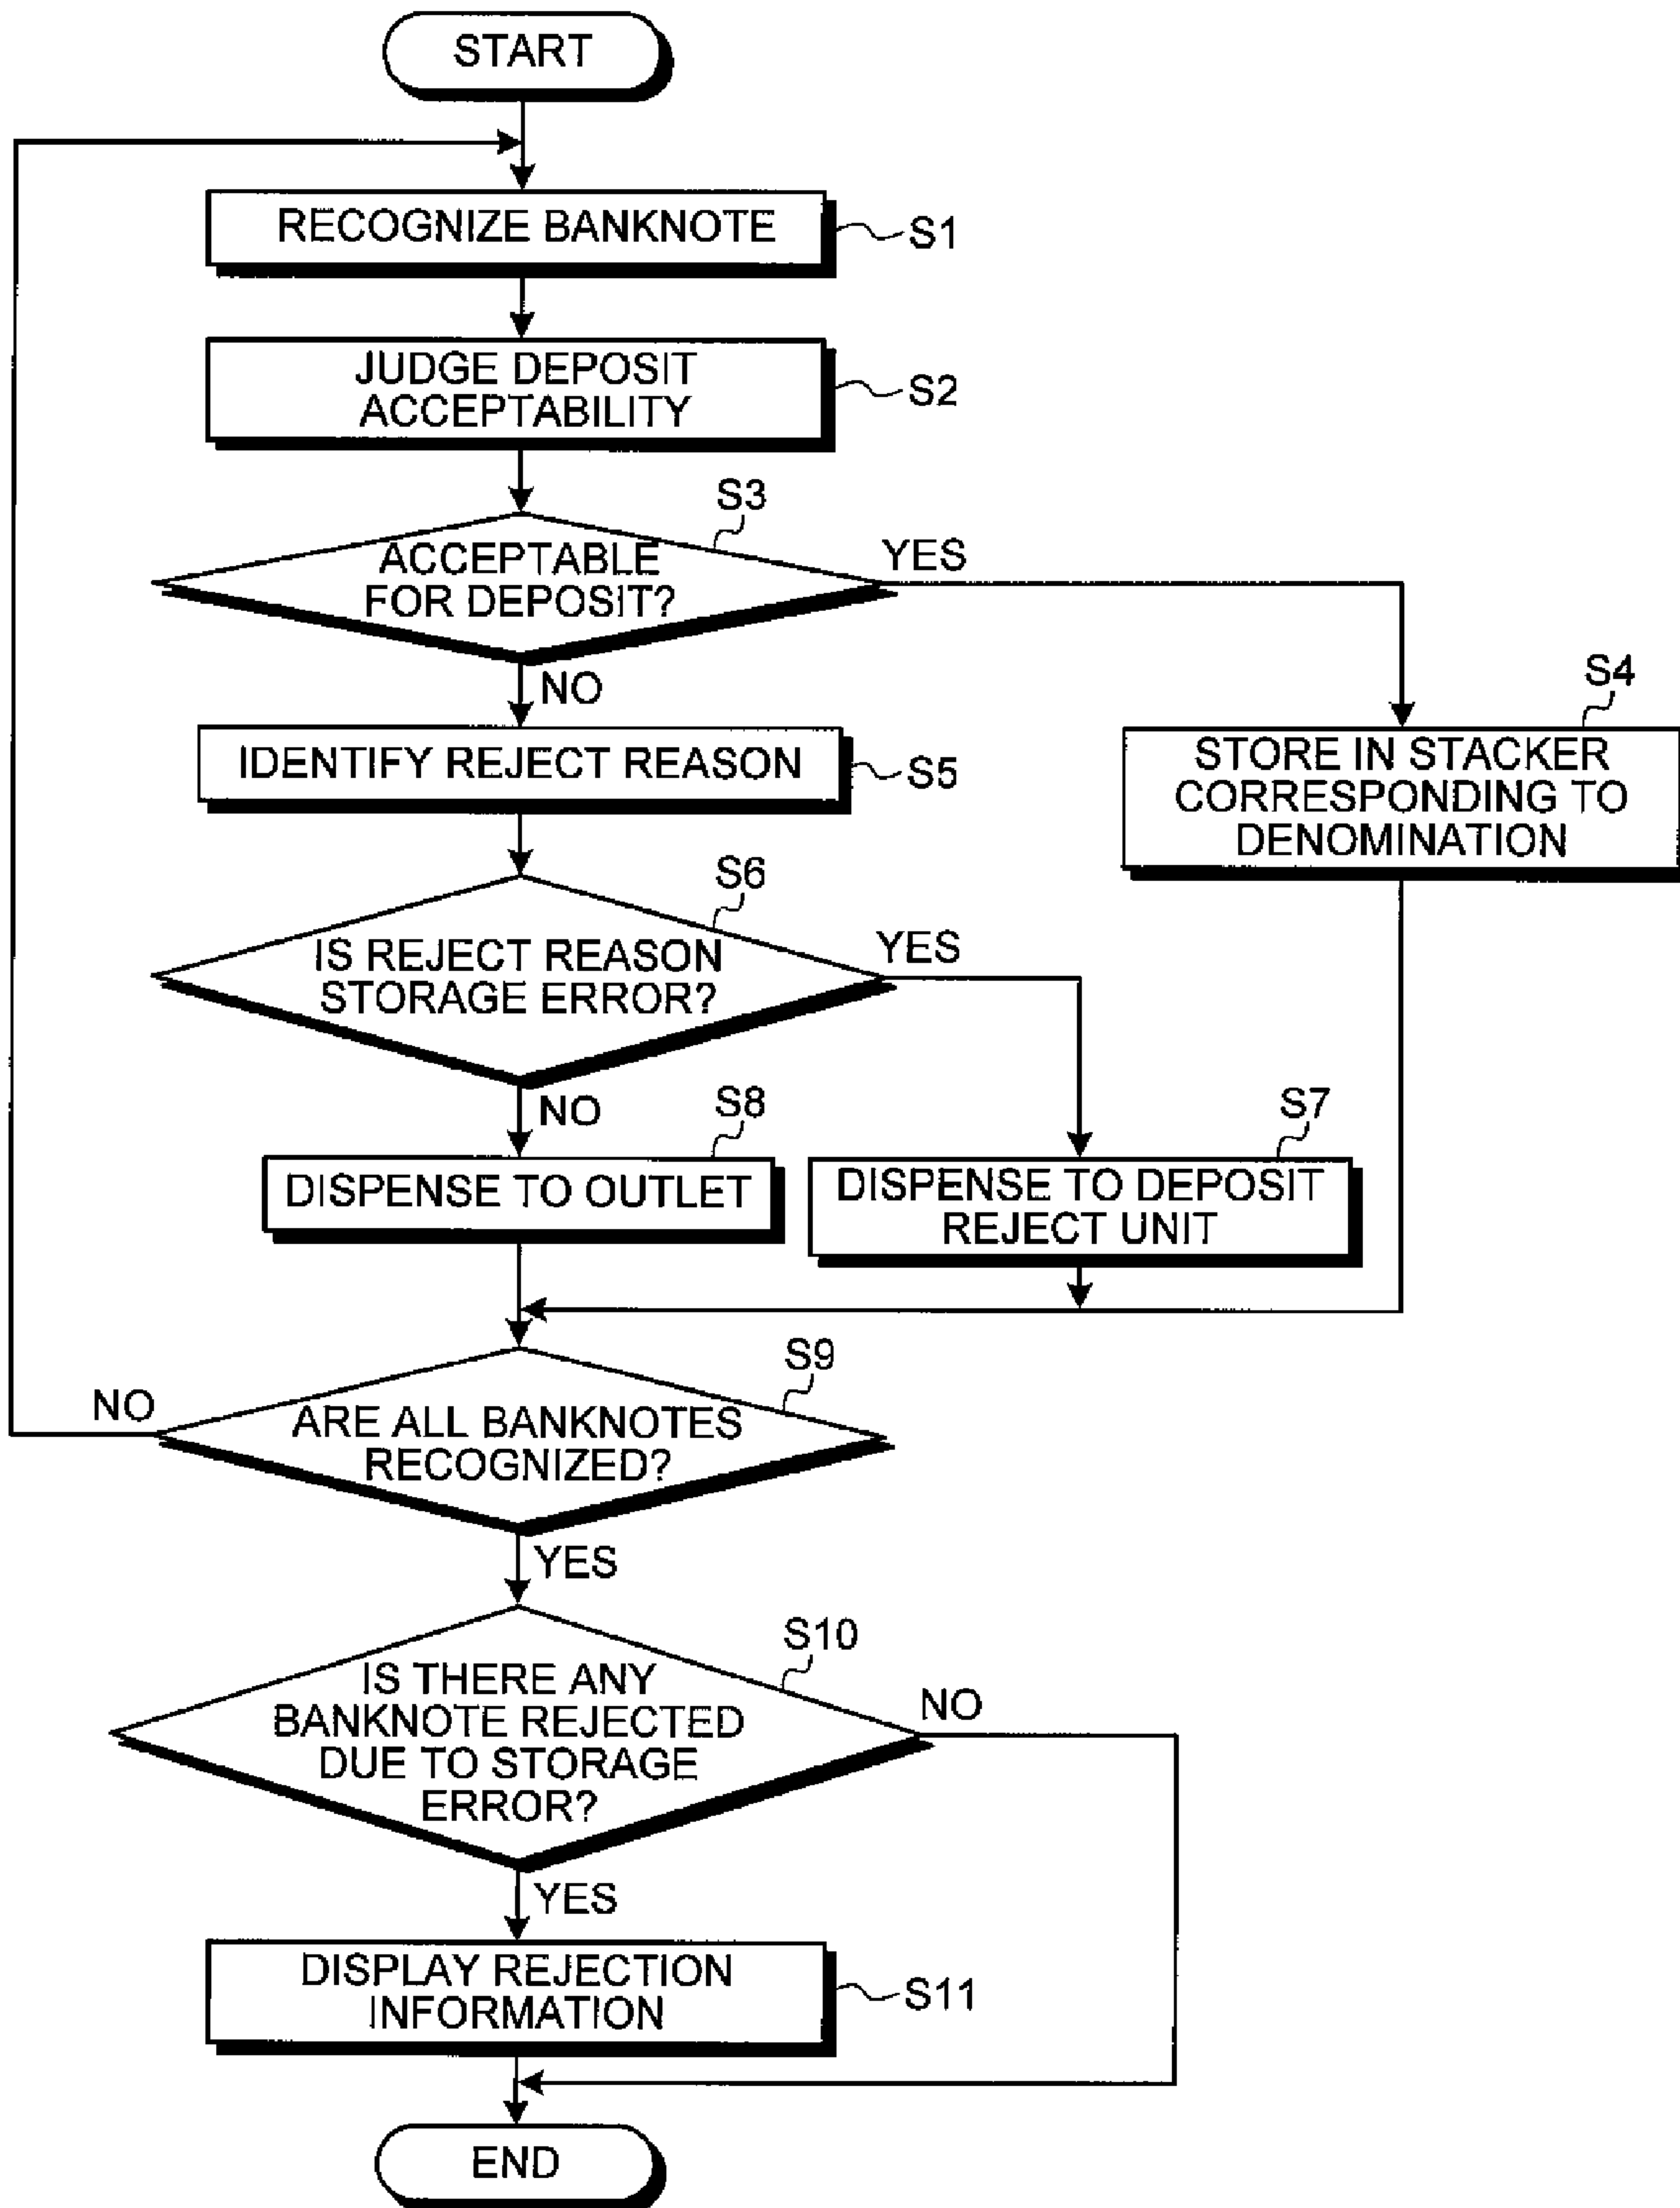 START
RECOGNIZE BANKNOTE
S1
JUDGE DEPOSIT
ACCEPTABILITY
S2
S3
ACCEPTABLE
FOR DEPOSIT?
YES
NO
S4
STORE IN STACKER
CORRESPONDING TO
DENOMINATION
IDENTIFY REJECT REASON
S5
S6
IS REJECT REASON
STORAGE ERROR?
YES
NO
S8
DISPENSE TO OUTLET
S7
DISPENSE TO DEPOSIT
REJECT UNIT
S9
NO
ARE ALL BANKNOTES
RECOGNIZED?
YES
S10
IS THERE ANY
BANKNOTE REJECTED
DUE TO STORAGE
ERROR?
NO
YES
DISPLAY REJECTION
INFORMATION
S11
END